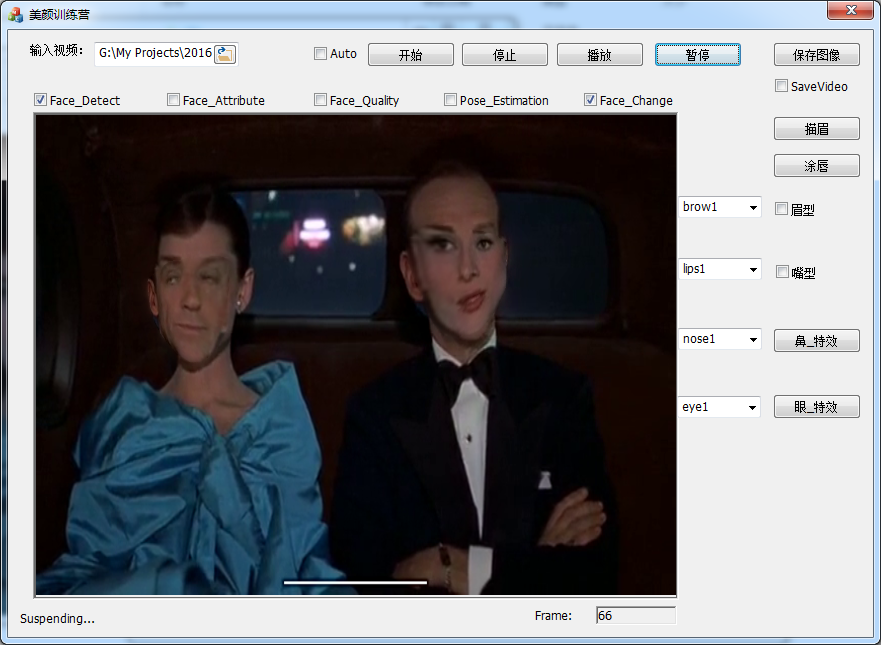 美颜训练营
输入视频： G:\My Projects\2016 Auto 开始 停止 播放 暂停 保存图像
SaveVideo
Face_Detect Face_Attribute Face_Quality Pose_Estimation Face_Change
描眉
涂唇
brow1 眉型
lips1 嘴型
nose1 鼻_特效
eye1 眼_特效
Suspending... Frame: 66